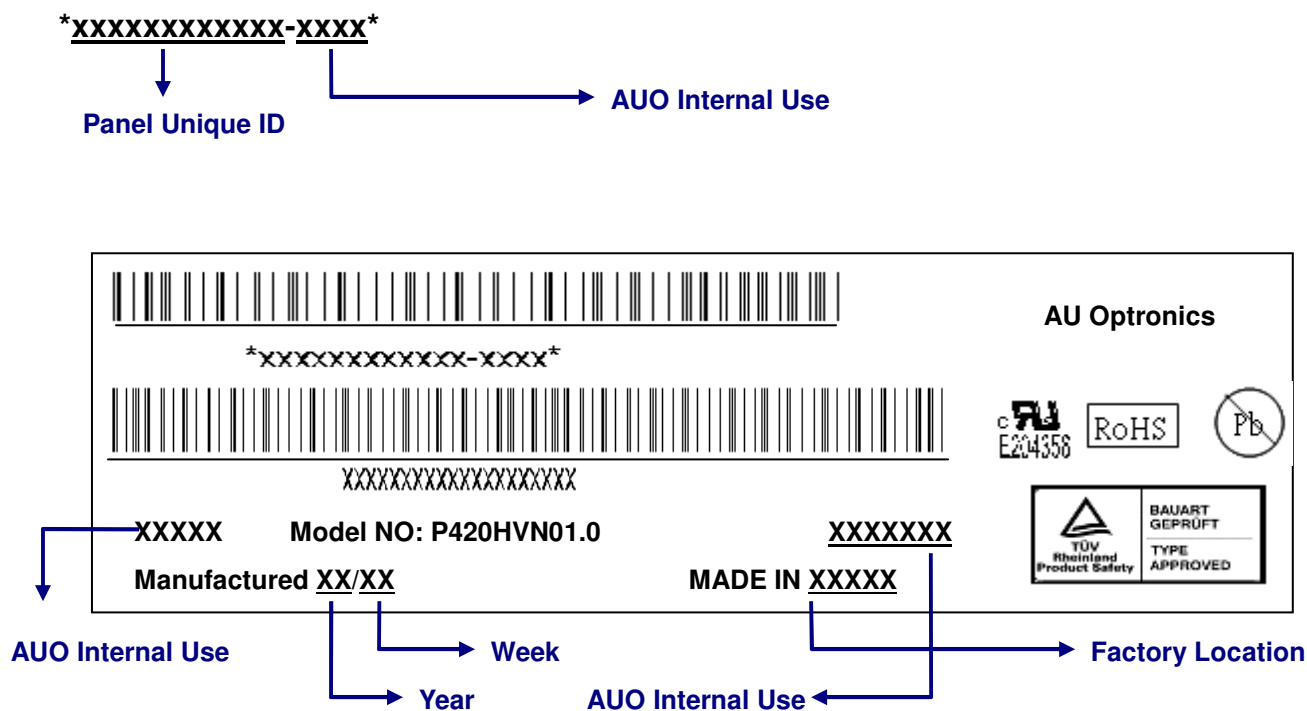 *XXXXXXXXXXXX-XXXX*
AUO Internal Use
Panel Unique ID
AU Optronics
*XXXXXXXXXXXX-XXXX*
c RU E204356 RoHS Pb
XXXXXXXXXXXXXXXXXXXX
XXXXX Model NO: P420HVN01.0 XXXXXXX
Manufactured XX/XX MADE IN XXXXX
TÜV
Rheinland
Product Safety
BAUART
GEPRÜFT
TYPE
APPROVED
AUO Internal Use
Week
Factory Location
Year
AUO Internal Use